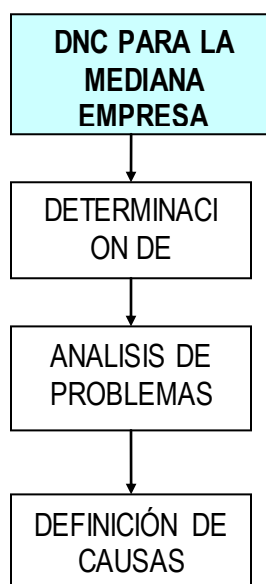 DNC PARA LA
MEDIANA
EMPRESA
DETERMINACI
ON DE
ANALISIS DE
PROBLEMAS
DEFINICIÓN DE
CAUSAS